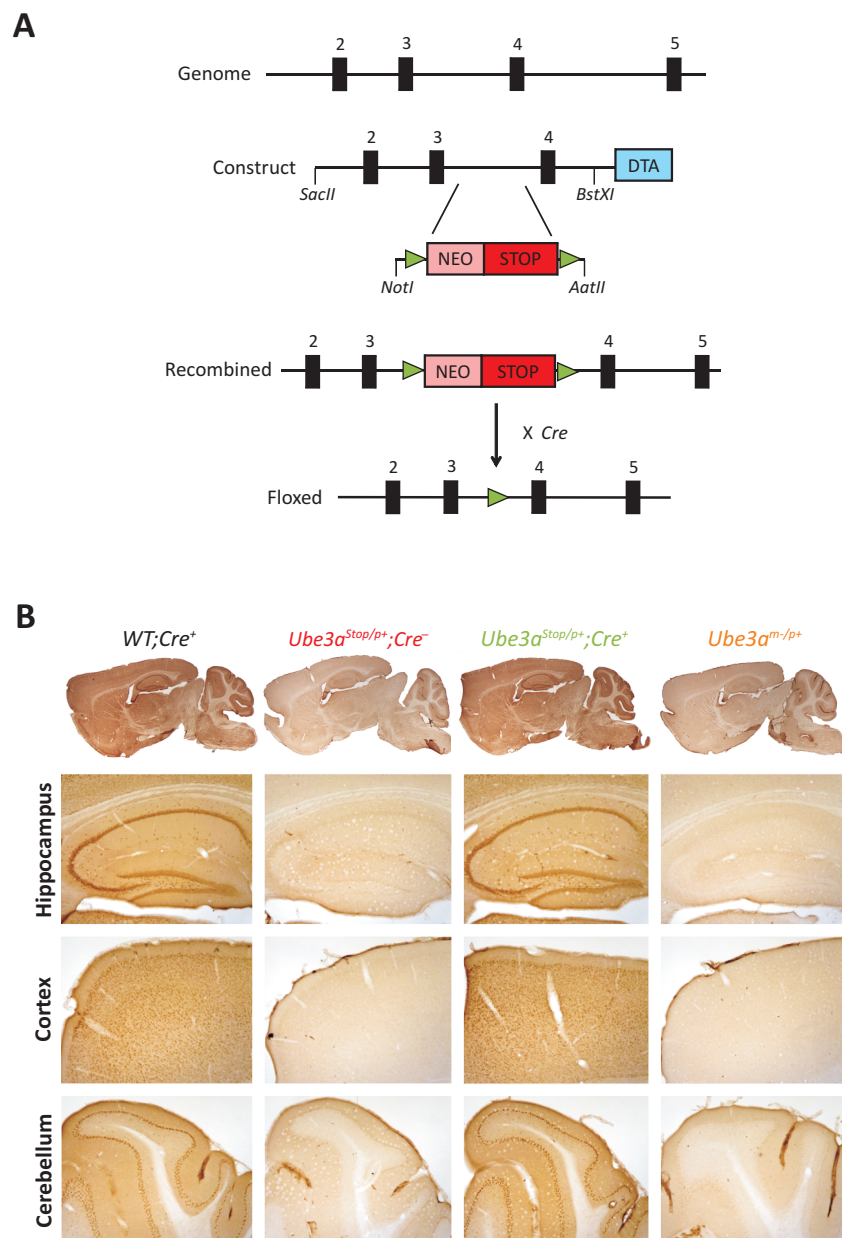 A
2 3 4 5
Genome
2 3 4
Construct DTA
SacII BstXI
NEO STOP
NotI AatII
2 3 4 5
Recombined NEO STOP
X Cre
2 3 4 5
Floxed
B
WT;Cre⁺ Ube3aStop/p+;Cre⁻ Ube3aStop/p+;Cre⁺ Ube3am-/p+
Hippocampus
Cortex
Cerebellum